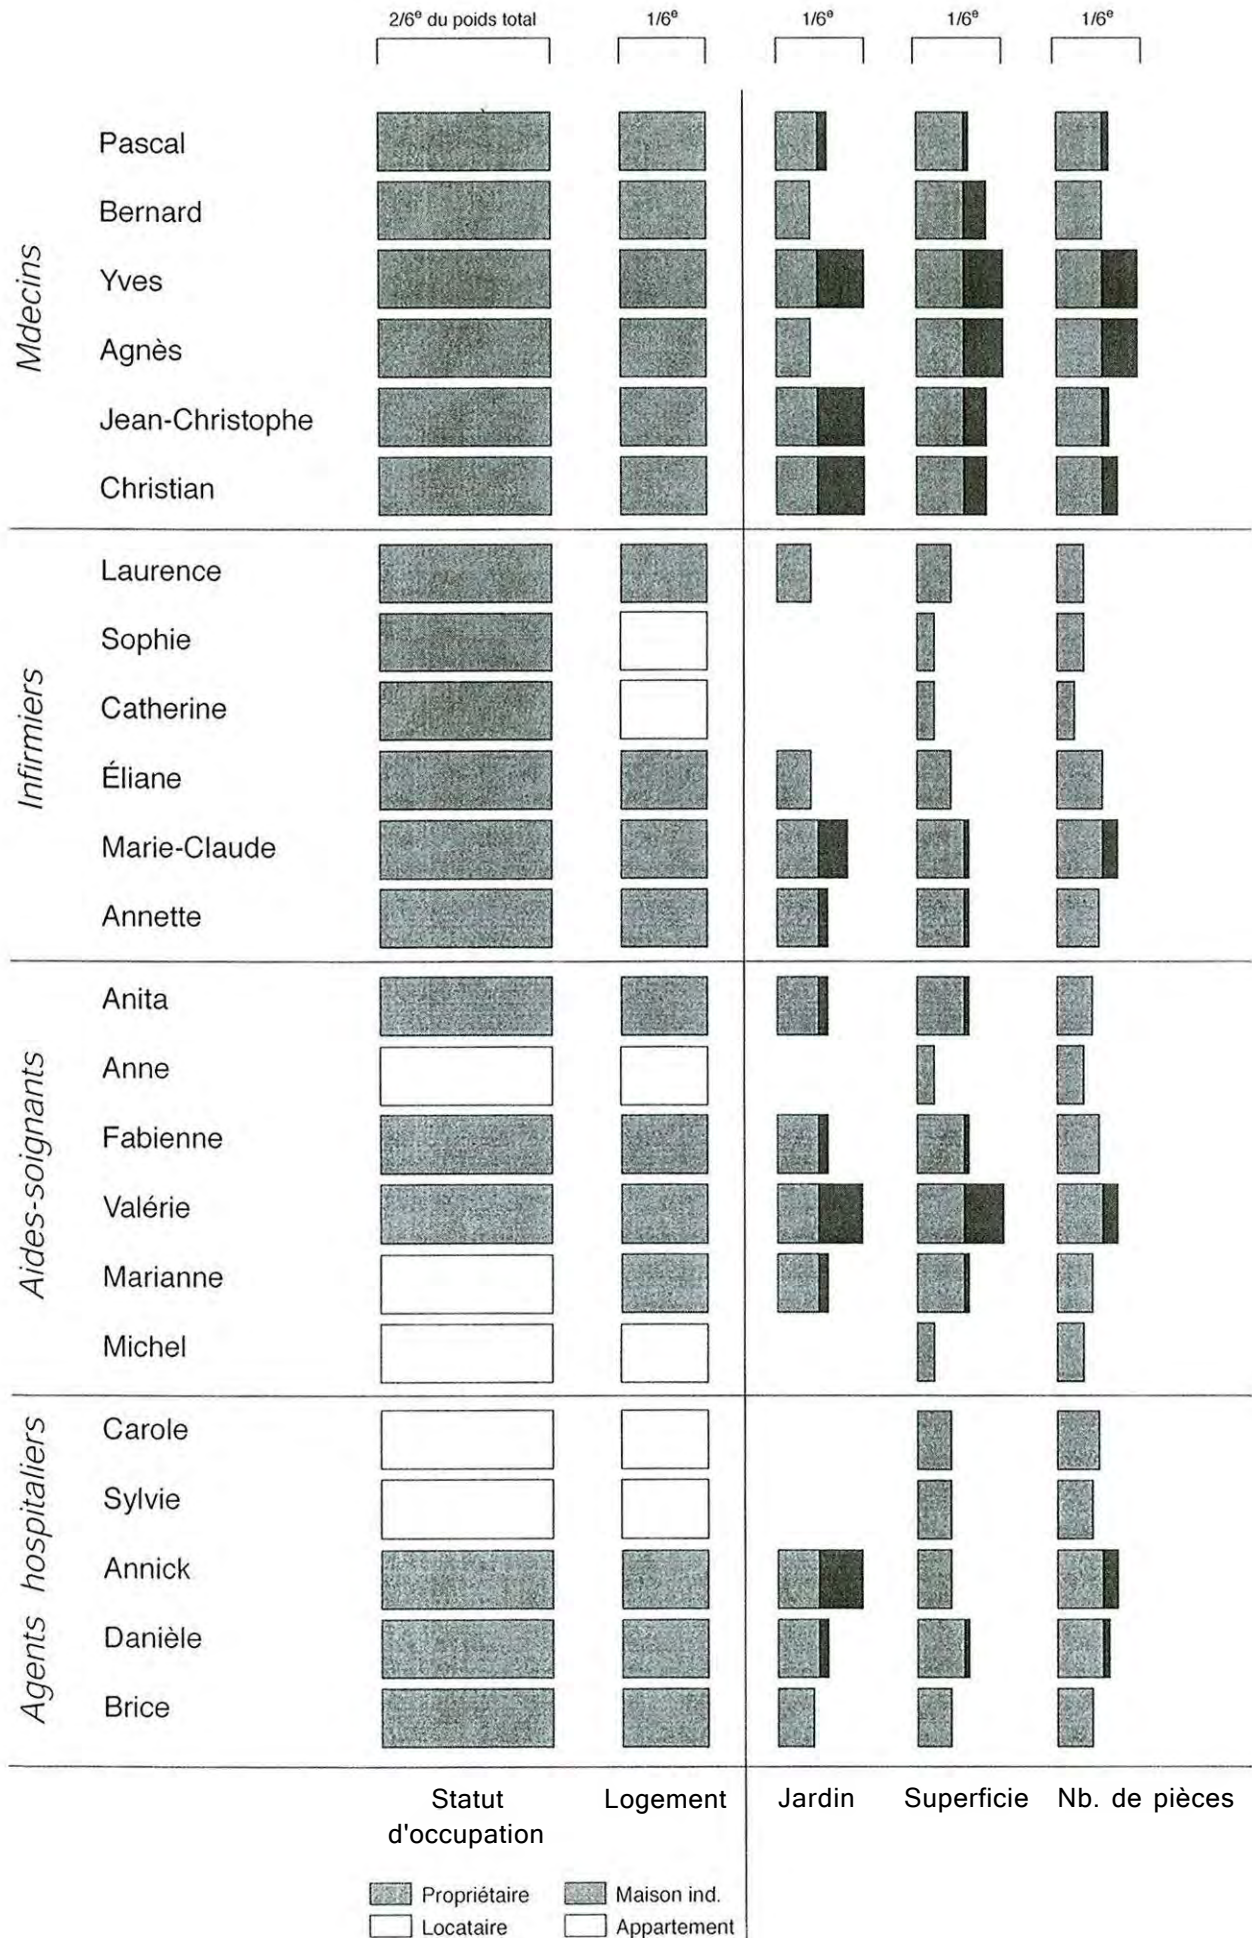 2/6e du poids total 1/6e 1/6e 1/6e 1/6e
Mdecins
Pascal
Bernard
Yves
Agnès
Jean-Christophe
Christian
Infirmiers
Laurence
Sophie
Catherine
Éliane
Marie-Claude
Annette
Aides-soignants
Anita
Anne
Fabienne
Valérie
Marianne
Michel
Agents hospitaliers
Carole
Sylvie
Annick
Danièle
Brice
Statut Logement Jardin Superficie Nb. de pièces
d'occupation
Propriétaire Maison ind.
Locataire Appartement